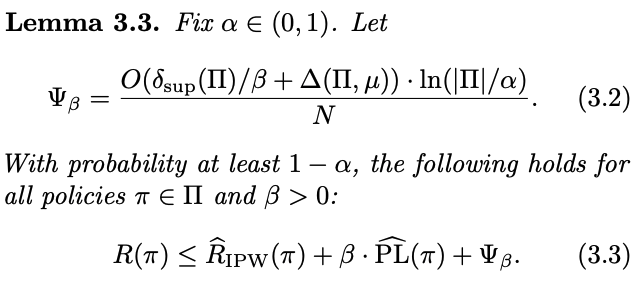 Lemma 3.3. Fix α ∈ (0, 1). Let
Ψ_β = O(δ_sup(Π)/β + Δ(Π, μ)) · ln(|Π|/α) / N . (3.2)
With probability at least 1 − α, the following holds for
all policies π ∈ Π and β > 0:
R(π) ≤ R̂_IPW(π) + β · P̂L(π) + Ψ_β. (3.3)